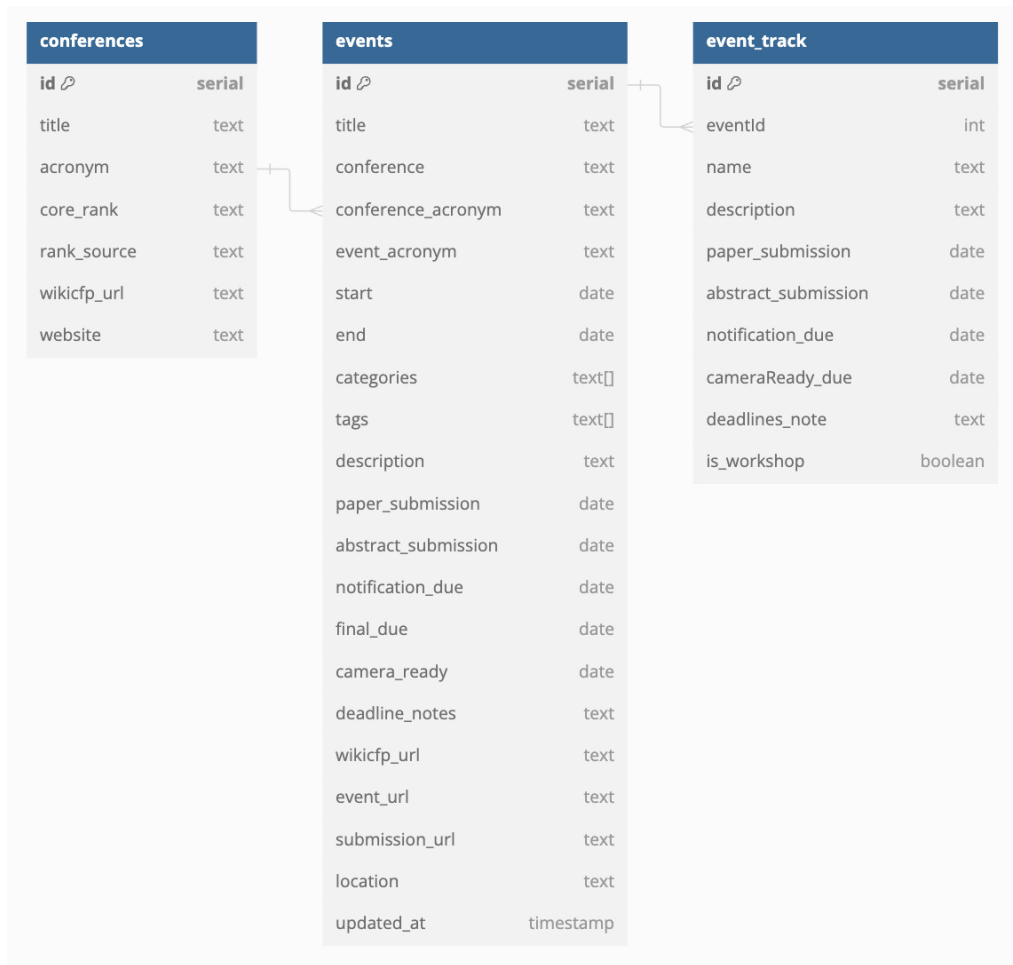 conferences
id serial
title text
acronym text
core_rank text
rank_source text
wikicfp_url text
website text
events
id serial
title text
conference text
conference_acronym text
event_acronym text
start date
end date
categories text[]
tags text[]
description text
paper_submission date
abstract_submission date
notification_due date
final_due date
camera_ready date
deadline_notes text
wikicfp_url text
event_url text
submission_url text
location text
updated_at timestamp
event_track
id serial
eventId int
name text
description text
paper_submission date
abstract_submission date
notification_due date
cameraReady_due date
deadlines_note text
is_workshop boolean